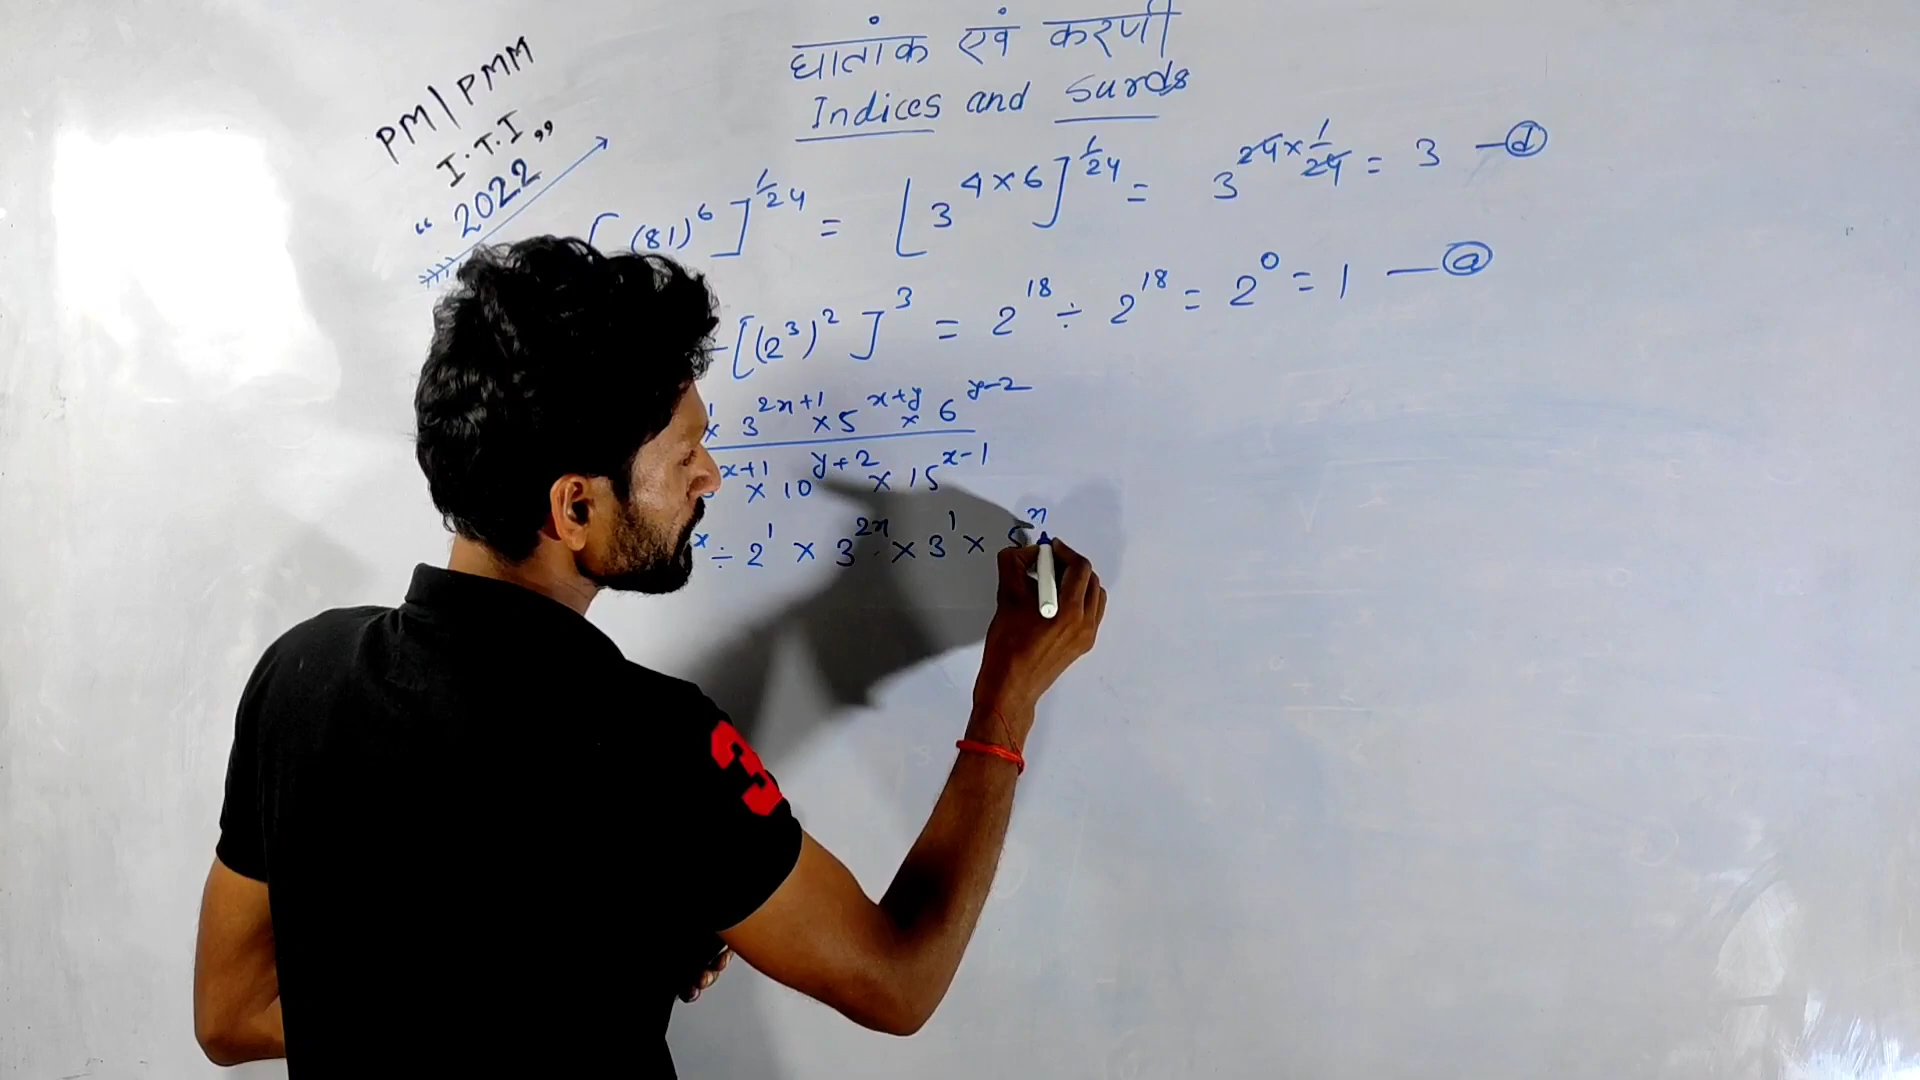 घातांक एवं करणी
Indices and Surds
PM/PMM
I.T.I,,
“ 2022
[(81)⁶]^1/24 = [3^4×6]^1/24 = 3^24×1/24 = 3 — ⓓ
[(2³)²]³ = 2¹⁸ ÷ 2¹⁸ = 2⁰ = 1 — ⓐ
× 3^2x+1 × 5^x+y × 6^y-2
^x+1 × 10^y+2 × 15^x-1
^x ÷ 2¹ × 3^2x × 3¹ × 5^x
3